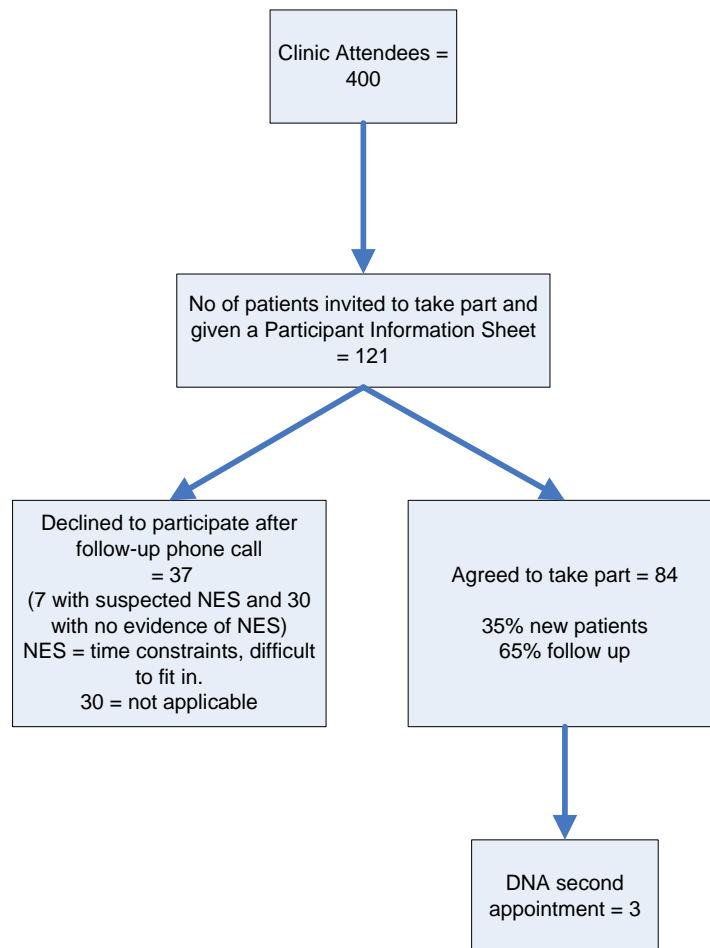 Clinic Attendees =
400
No of patients invited to take part and
given a Participant Information Sheet
= 121
Declined to participate after
follow-up phone call
= 37
(7 with suspected NES and 30
with no evidence of NES)
NES = time constraints, difficult
to fit in.
30 = not applicable
Agreed to take part = 84
35% new patients
65% follow up
DNA second
appointment = 3